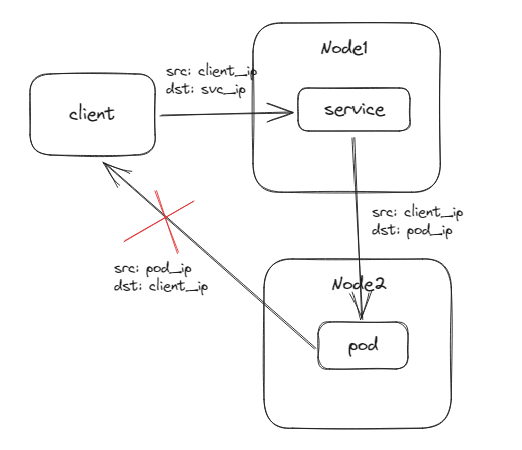 Node1
src: client_ip
dst: svc_ip
client
service
src: client_ip
dst: pod_ip
src: pod_ip
dst: client_ip
Node2
pod